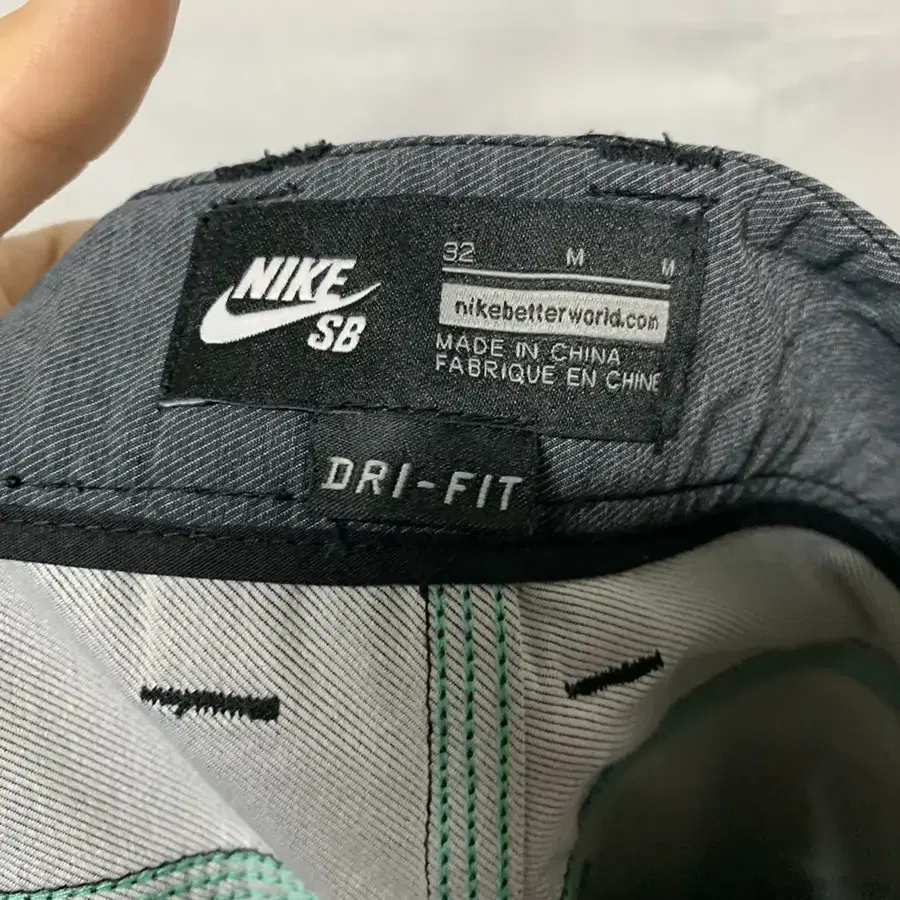 NIKE
SB
32 M M
nikebetterworld.com
MADE IN CHINA
FABRIQUE EN CHINE
DRI-FIT